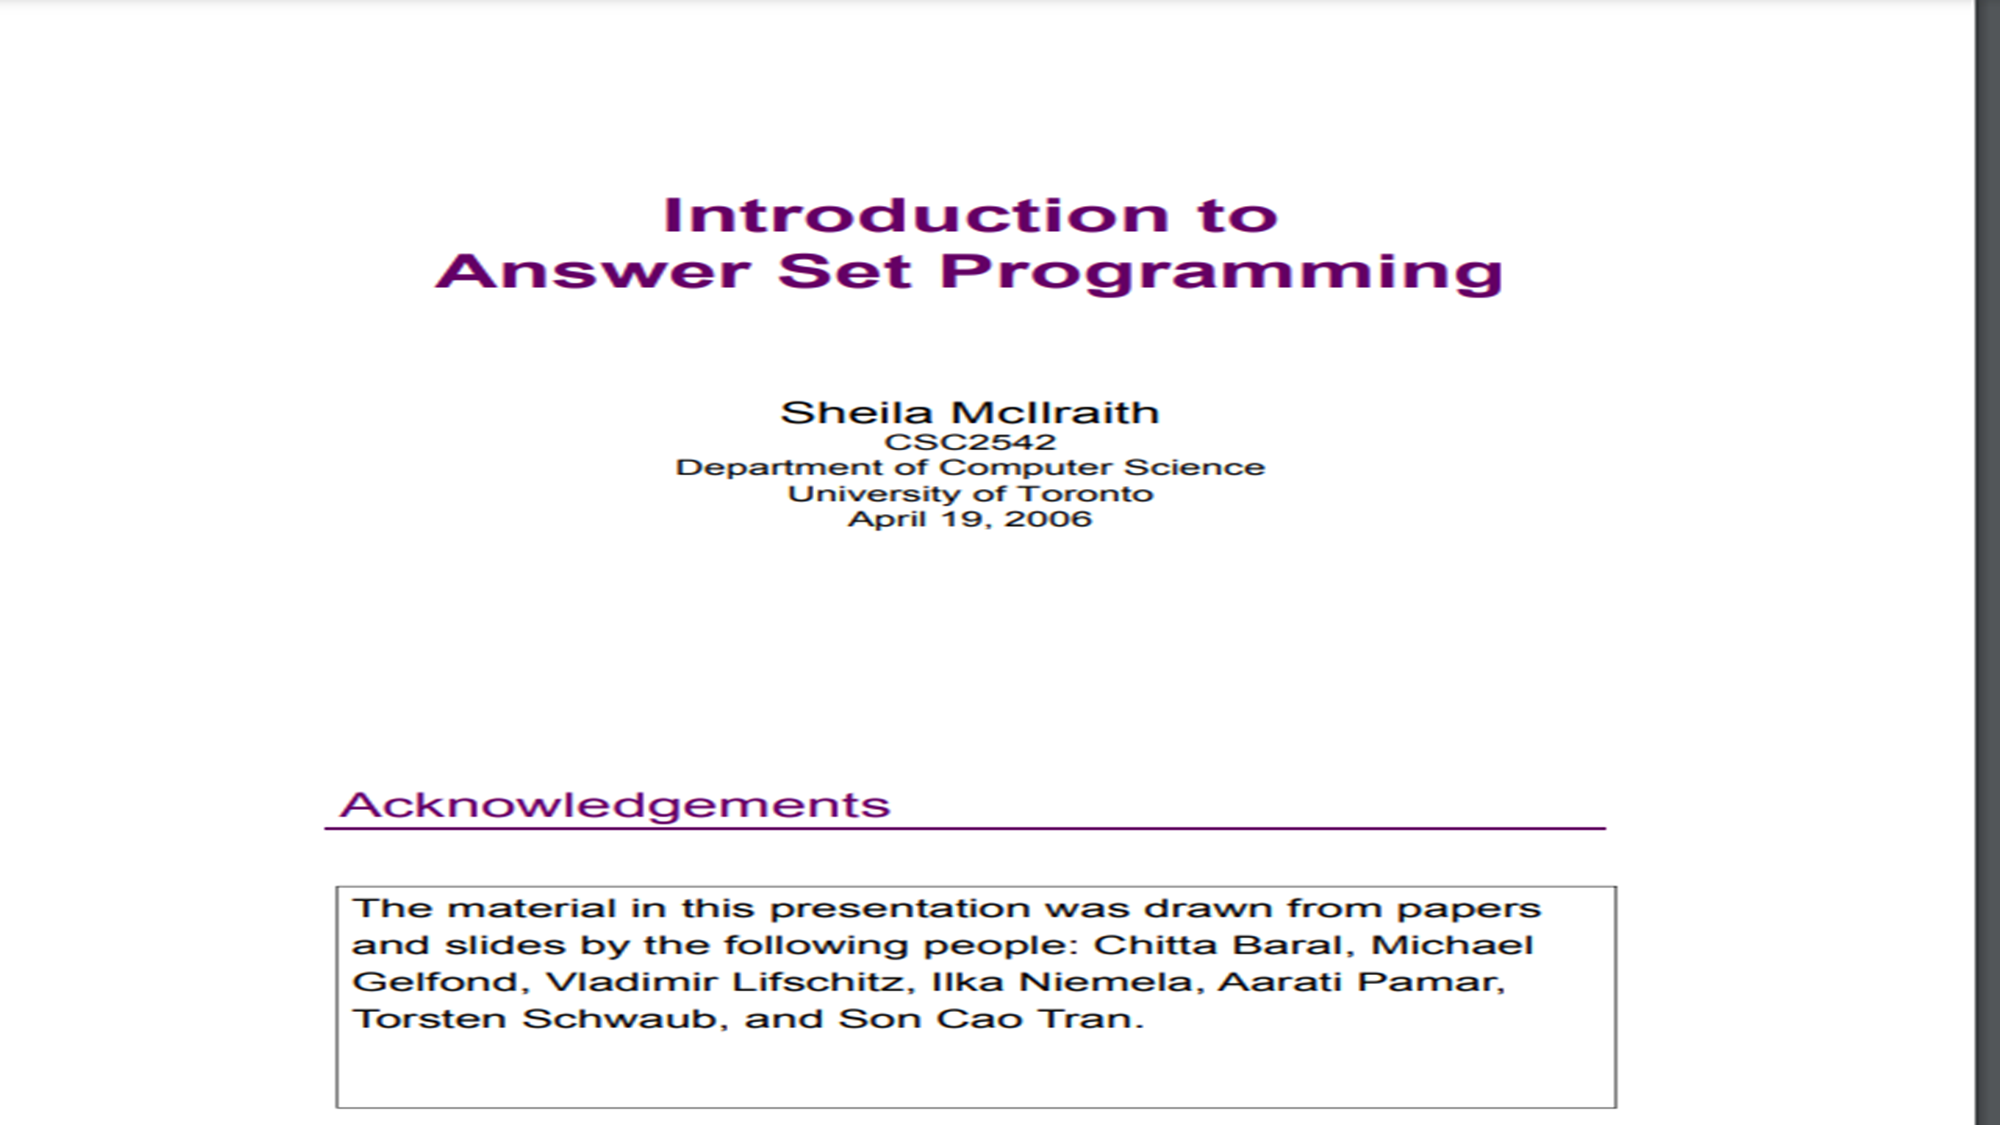 Introduction to
Answer Set Programming
Sheila McIlraith
CSC2542
Department of Computer Science
University of Toronto
April 19, 2006
Acknowledgements
The material in this presentation was drawn from papers
and slides by the following people: Chitta Baral, Michael
Gelfond, Vladimir Lifschitz, Ilka Niemela, Aarati Pamar,
Torsten Schwaub, and Son Cao Tran.